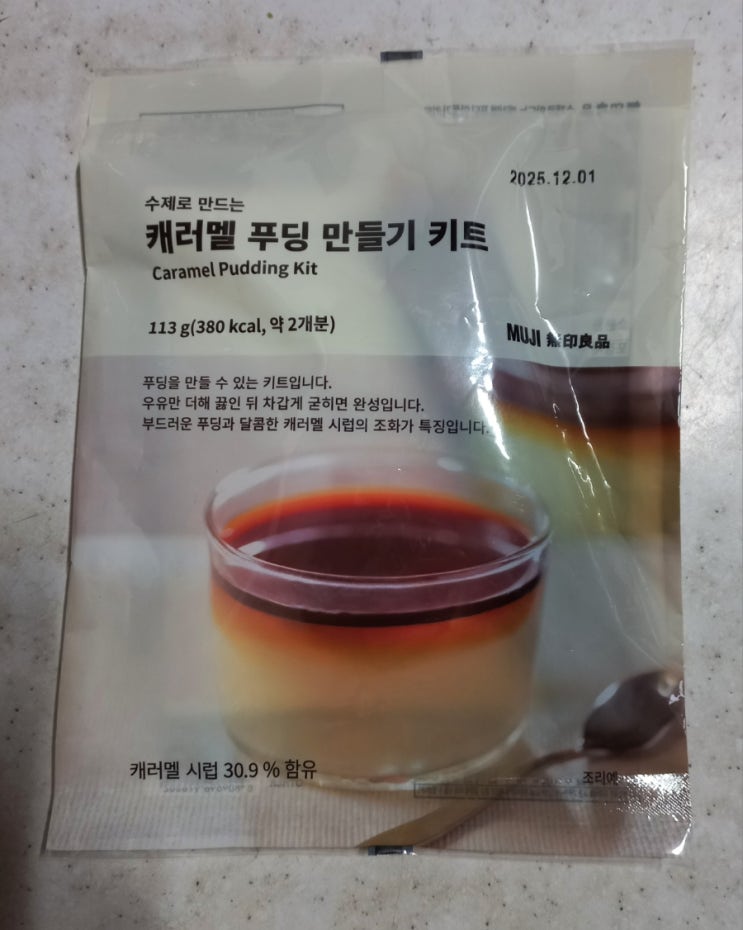 2025.12.01
수제로 만드는
캐러멜 푸딩 만들기 키트
Caramel Pudding Kit
113 g(380 kcal, 약 2개분)
MUJI 無印良品
푸딩을 만들 수 있는 키트입니다.
우유만 더해 끓인 뒤 차갑게 굳히면 완성입니다.
부드러운 푸딩과 달콤한 캐러멜 시럽의 조화가 특징입니다.
캐러멜 시럽 30.9 % 함유
조리예